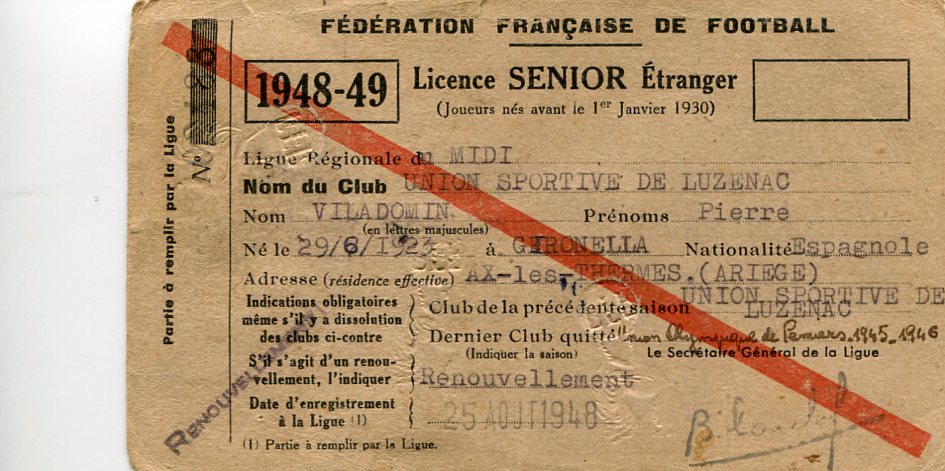 FÉDÉRATION FRANÇAISE DE FOOTBALL
1948-49
Licence SENIOR Étranger
(Joueurs nés avant le 1er Janvier 1930)
Partie à remplir par la Ligue
N°
Ligue Régionale du MIDI
Nom du Club UNION SPORTIVE DE LUZENAC
Nom VILADOMIN Prénoms Pierre
(en lettres majuscules)
Né le 29/6/1923 à GIRONELLA Nationalité Espagnole
Adresse (résidence effective) AX-les-THERMES.(ARIEGE)
Indications obligatoires même s'il y a dissolution des clubs ci-contre
Club de la précédente saison UNION SPORTIVE DE LUZENAC
Dernier Club quitté Union Olympique de Pamiers. 1945-1946
(Indiquer la saison)
Le Secrétaire Général de la Ligue
S'il s'agit d'un renouvellement, l'indiquer
Renouvellement
Date d'enregistrement à la Ligue (1)
25 AOUT 1948
(1) Partie à remplir par la Ligue.
RENOUVELLEMENT